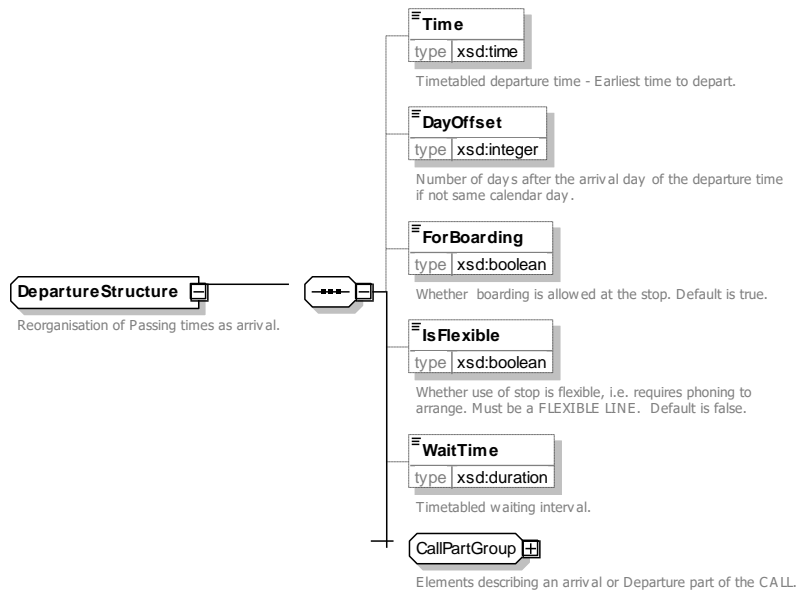 Time
type xsd:time
Timetabled departure time - Earliest time to depart.
DayOffset
type xsd:integer
Number of days after the arrival day of the departure time
if not same calendar day.
ForBoarding
type xsd:boolean
Whether boarding is allowed at the stop. Default is true.
DepartureStructure
Reorganisation of Passing times as arrival.
IsFlexible
type xsd:boolean
Whether use of stop is flexible, i.e. requires phoning to
arrange. Must be a FLEXIBLE LINE. Default is false.
WaitTime
type xsd:duration
Timetabled waiting interval.
CallPartGroup
Elements describing an arrival or Departure part of the CALL.